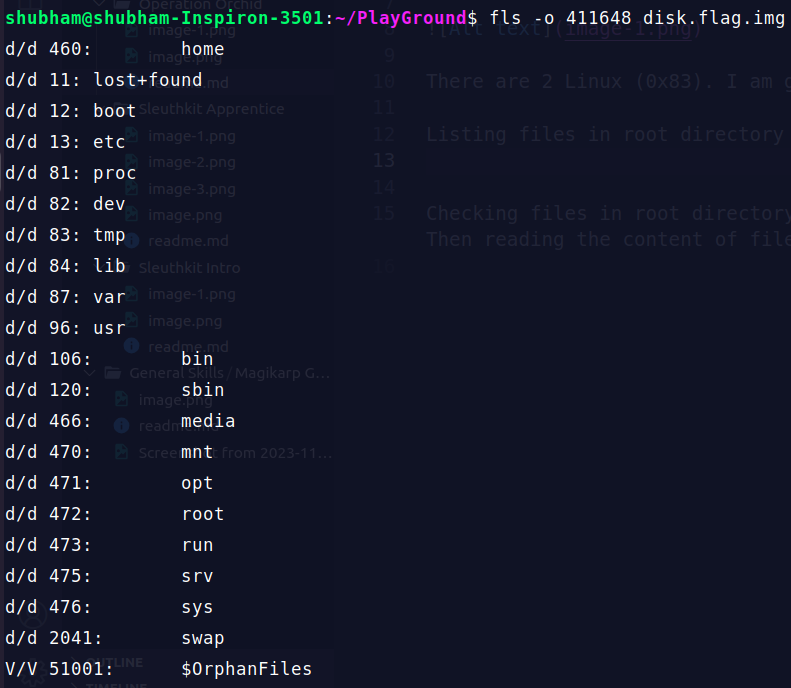 shubham@shubham-Inspiron-3501:~/PlayGround$ fls -o 411648 disk.flag.img
d/d 460:        home
d/d 11: lost+found
d/d 12: boot
d/d 13: etc
d/d 81: proc
d/d 82: dev
d/d 83: tmp
d/d 84: lib
d/d 87: var
d/d 96: usr
d/d 106:        bin
d/d 120:        sbin
d/d 466:        media
d/d 470:        mnt
d/d 471:        opt
d/d 472:        root
d/d 473:        run
d/d 475:        srv
d/d 476:        sys
d/d 2041:       swap
V/V 51001:      $OrphanFiles
Operation Orchid
image-1.png
image.png
Sleuthkit Apprentice
image-1.png
image-2.png
image-3.png
image.png
readme.md
Sleuthkit Intro
image-1.png
image.png
readme.md
General Skills / Magikarp G...
image.png
Screenshot from 2023-11...
TIMELINE
![Alt text](image-1.png)
9
10 There are 2 Linux (0x83). I am
11
12 Listing files in root directory
13
14
15 Checking files in root directory
Then reading the content of file
16